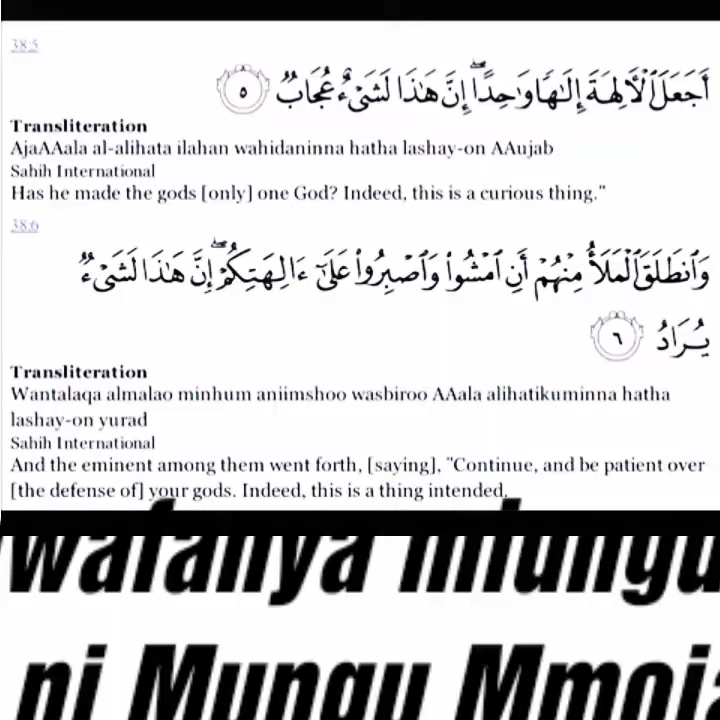 38:5
أَجَعَلَ ٱلْـَٔالِهَةَ إِلَـٰهًا وَٰحِدًا ۖ إِنَّ هَـٰذَا لَشَىْءٌ عُجَابٌ ٥
Transliteration
AjaAAala al-alihata ilahan wahidaninna hatha lashay-on AAujab
Sahih International
Has he made the gods [only] one God? Indeed, this is a curious thing."
38:6
وَٱنطَلَقَ ٱلْمَلَأُ مِنْهُمْ أَنِ ٱمْشُوا۟ وَٱصْبِرُوا۟ عَلَىٰٓ ءَالِهَتِكُمْ ۖ إِنَّ هَـٰذَا لَشَىْءٌ
يُرَادُ ٦
Transliteration
Wantalaqa almalao minhum aniimshoo wasbiroo AAala alihatikuminna hatha
lashay-on yurad
Sahih International
And the eminent among them went forth, [saying], "Continue, and be patient over
[the defense of] your gods. Indeed, this is a thing intended.
wafanya miungu
ni Mungu Mmoja